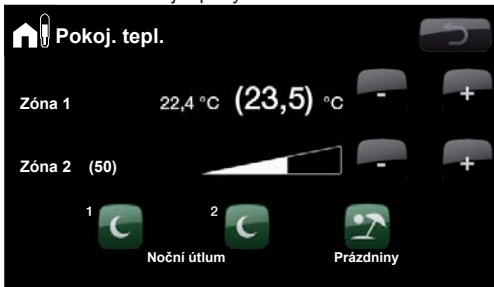 Pokoj. tepl.
Zóna 1 22,4 °C (23,5) °C - +
Zóna 2 (50) - +
1 2
Noční útlum Prázdniny